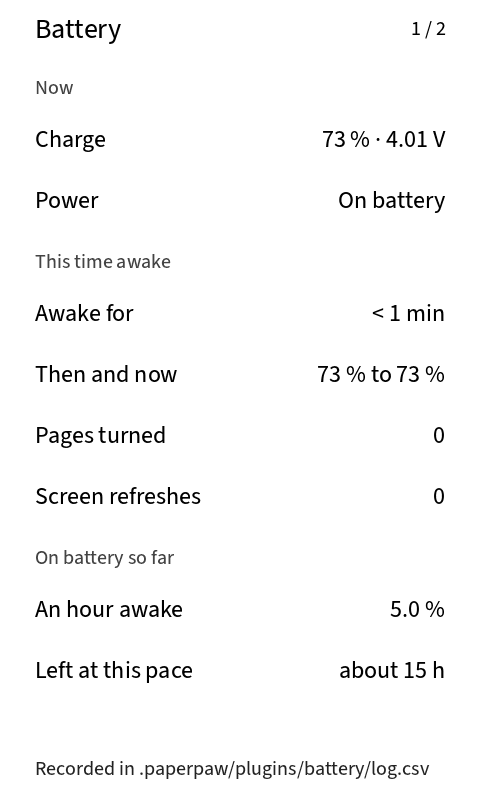 Battery 1 / 2
Now
Charge 73 % · 4.01 V
Power On battery
This time awake
Awake for < 1 min
Then and now 73 % to 73 %
Pages turned 0
Screen refreshes 0
On battery so far
An hour awake 5.0 %
Left at this pace about 15 h
Recorded in .paperpaw/plugins/battery/log.csv